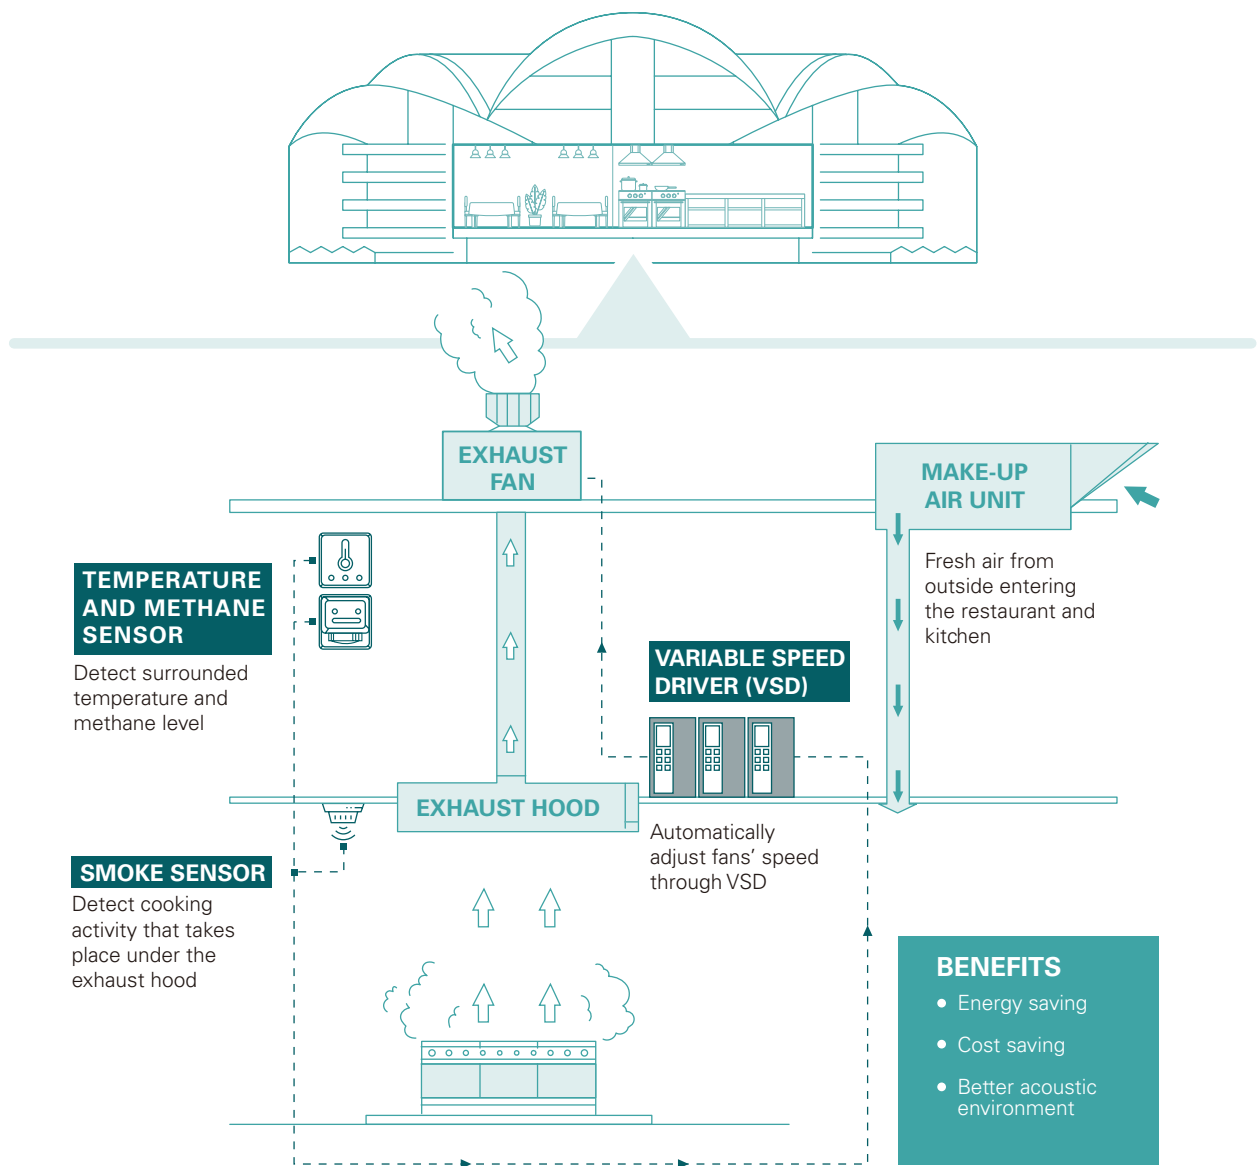 EXHAUST
FAN
MAKE-UP
AIR UNIT
Fresh air from
outside entering
the restaurant and
kitchen
TEMPERATURE
AND METHANE
SENSOR
Detect surrounded
temperature and
methane level
VARIABLE SPEED
DRIVER (VSD)
EXHAUST HOOD
Automatically
adjust fans’ speed
through VSD
SMOKE SENSOR
Detect cooking
activity that takes
place under the
exhaust hood
BENEFITS
• Energy saving
• Cost saving
• Better acoustic
environment